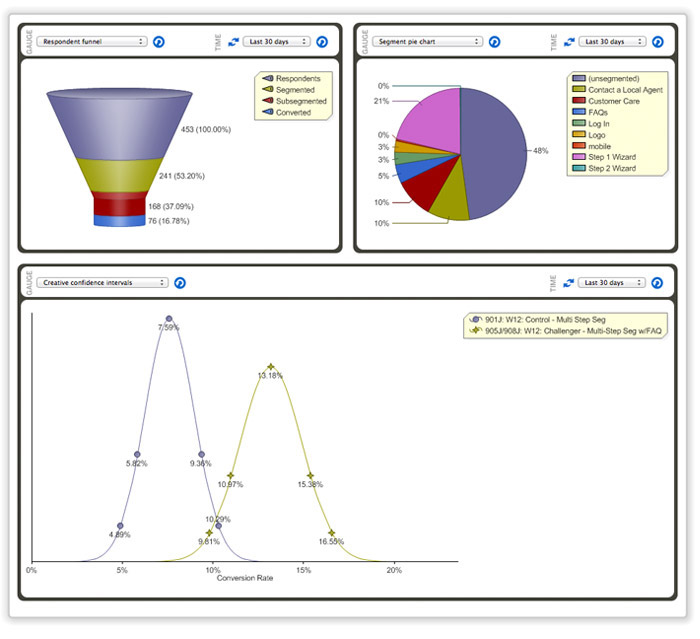 GAUGE
Respondent funnel
TIME
Last 30 days
Respondents
Segmented
Subsegmented
Converted
453 (100.00%)
241 (53.20%)
168 (37.09%)
76 (16.78%)
GAUGE
Segment pie chart
TIME
Last 30 days
0%
21%
0%
3%
3%
5%
10%
10%
48%
(unsegmented)
Contact a Local Agent
Customer Care
FAQs
Log In
Logo
mobile
Step 1 Wizard
Step 2 Wizard
GAUGE
Creative confidence intervals
TIME
Last 30 days
901J: W12: Control - Multi Step Seg
905J/908J: W12: Challenger - Multi-Step Seg w/FAQ
7.59%
13.18%
5.82%
9.36%
10.97%
15.38%
4.89%
10.29%
9.81%
16.55%
0%
5%
10%
15%
20%
Conversion Rate